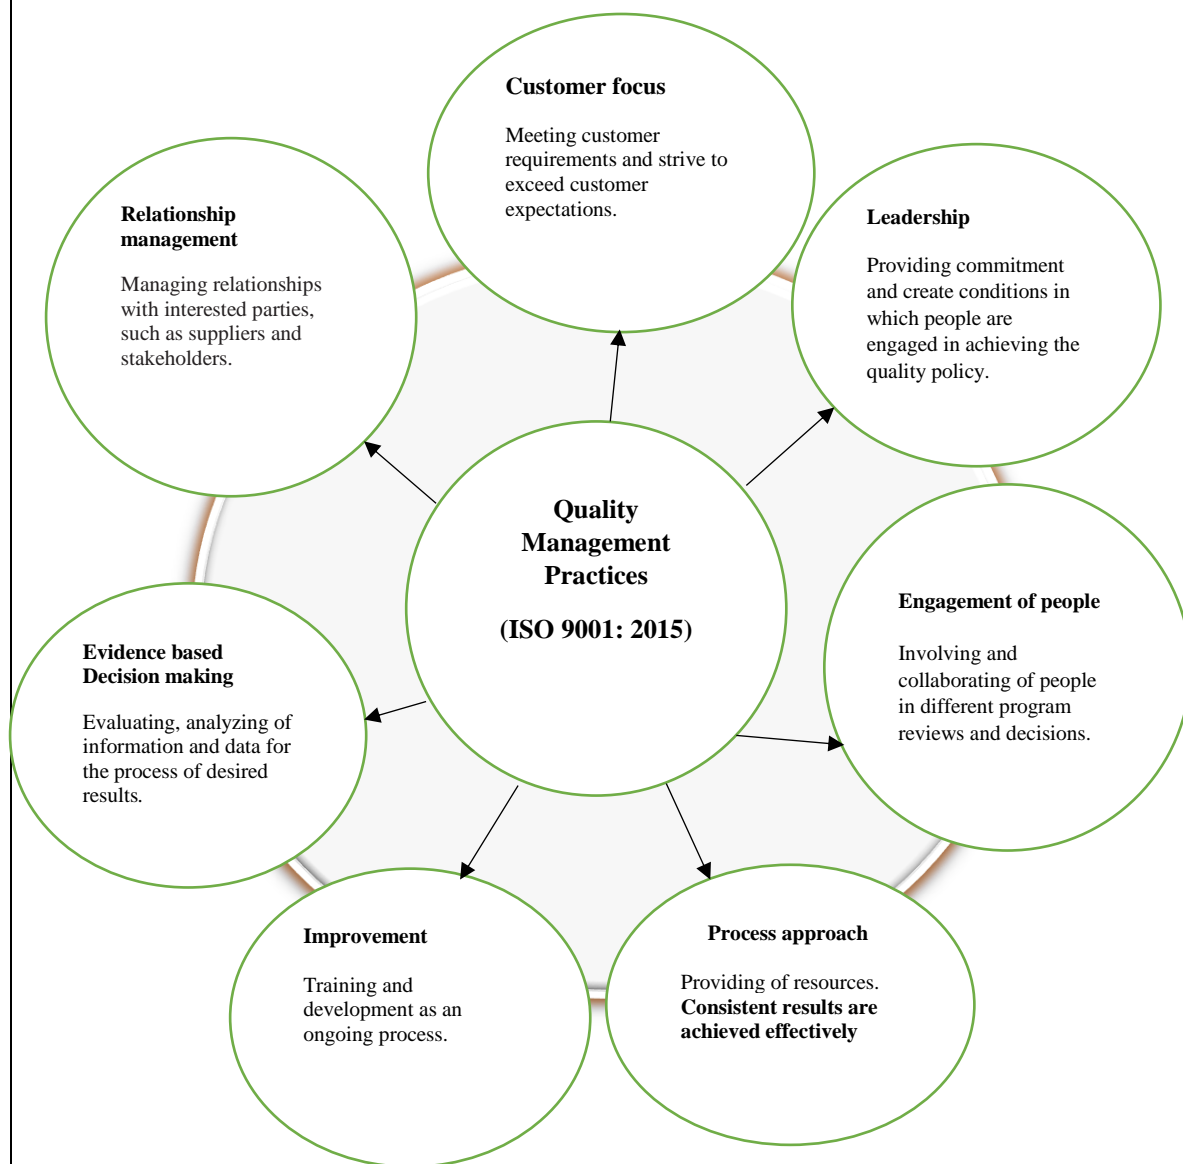 Customer focus
Meeting customer
requirements and strive to
exceed customer
expectations.
Relationship
management
Managing relationships
with interested parties,
such as suppliers and
stakeholders.
Leadership
Providing commitment
and create conditions in
which people are
engaged in achieving the
quality policy.
Quality
Management
Practices
(ISO 9001: 2015)
Engagement of people
Involving and
collaborating of people
in different program
reviews and decisions.
Evidence based
Decision making
Evaluating, analyzing of
information and data for
the process of desired
results.
Improvement
Training and
development as an
ongoing process.
Process approach
Providing of resources.
Consistent results are
achieved effectively